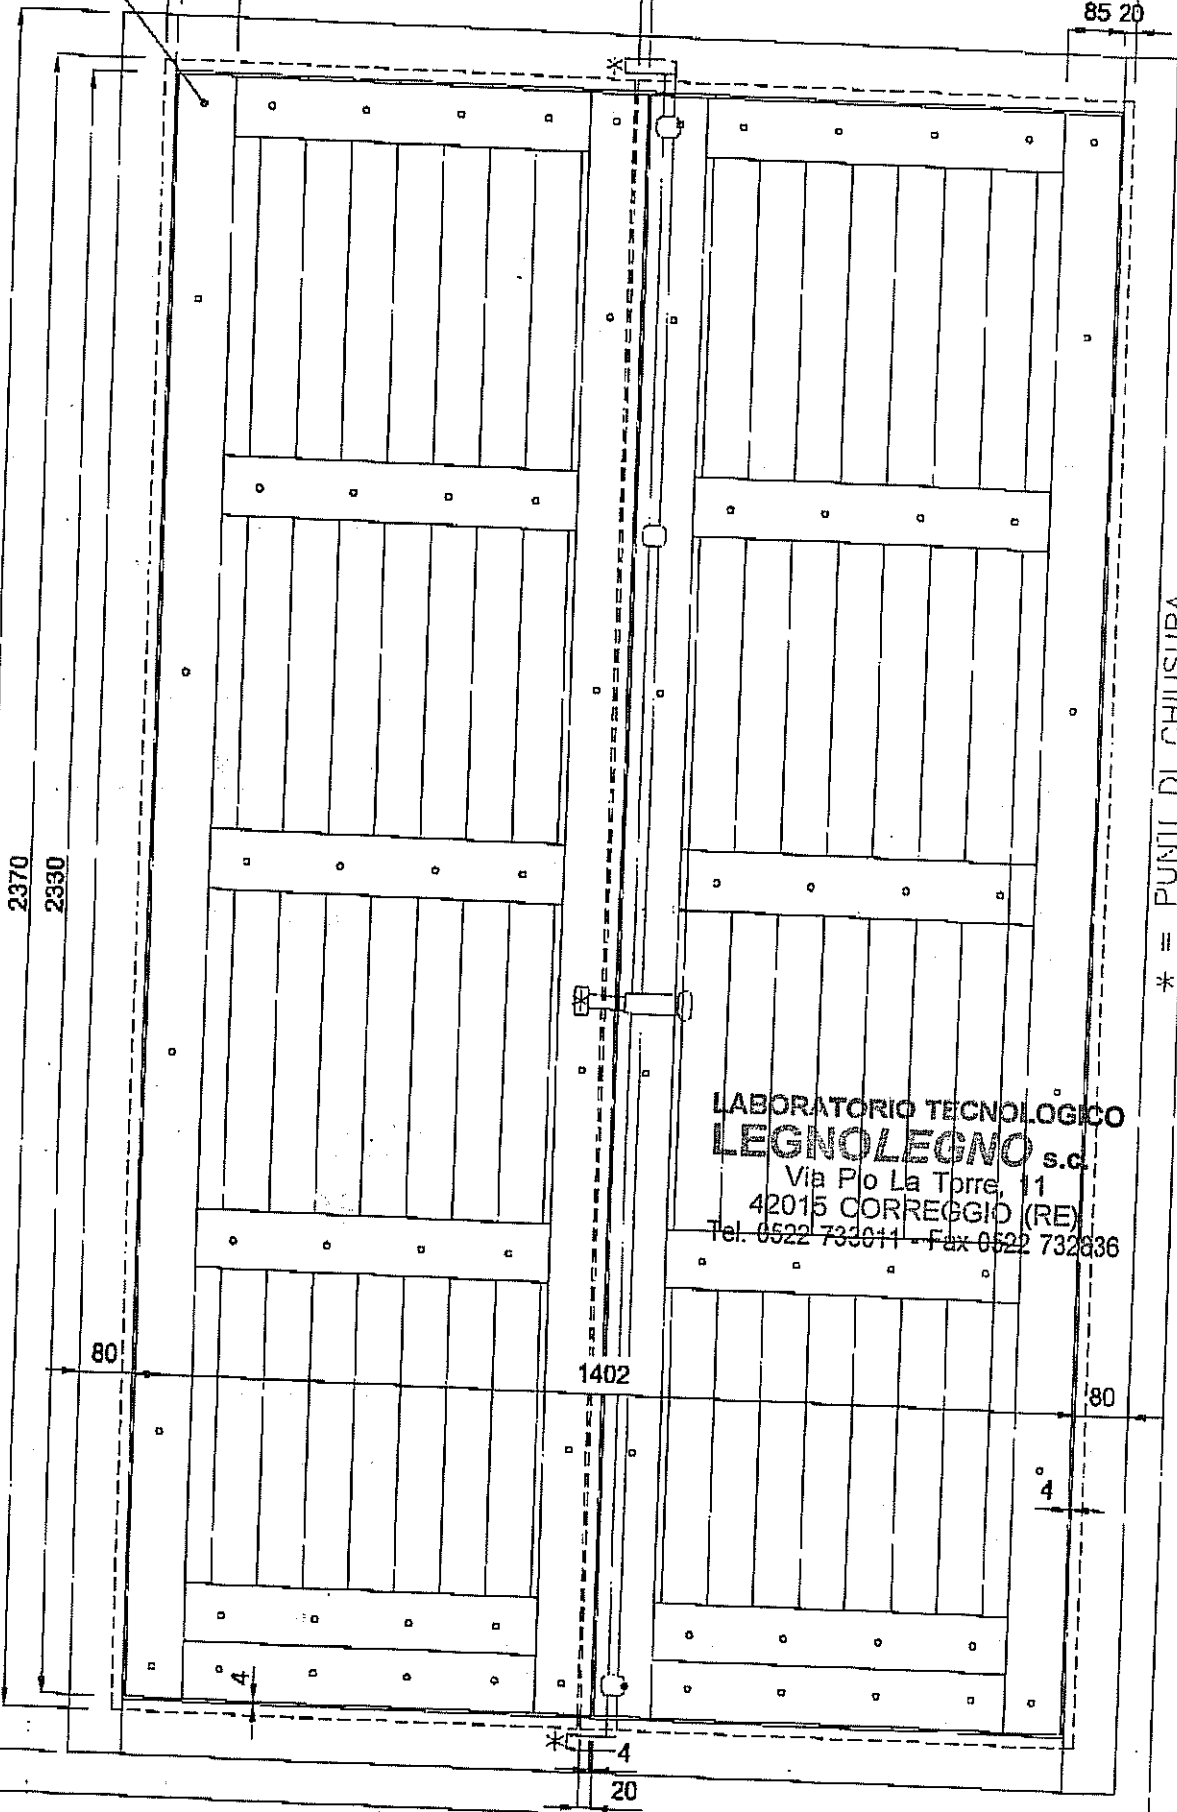 85 20
2370
2330
* = PUNTI DI CHIUSURA
LABORATORIO TECNOLOGICO
LEGNOLEGNO s.c.
Via Pio La Torre, 11
42015 CORREGGIO (RE)
Tel. 0522 733011 - Fax 0522 732836
80
1402
80
4
4
4
20